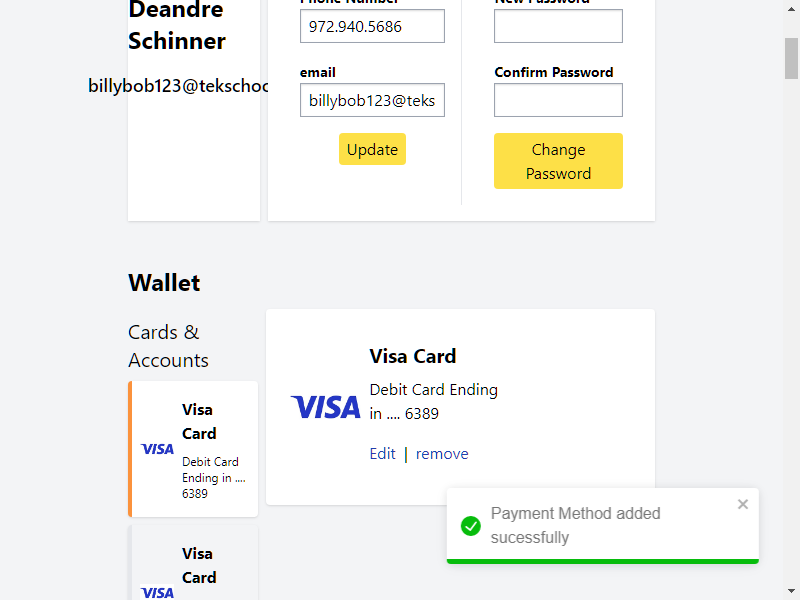 Deandre
Schinner
billybob123@tekschoo
Phone Number
972.940.5686
email
billybob123@teks
Update
New Password
Confirm Password
Change
Password
Wallet
Cards &
Accounts
VISA
Visa
Card
Debit Card
Ending in ....
6389
VISA
Visa
Card
VISA
Visa Card
Debit Card Ending
in .... 6389
Edit | remove
Payment Method added
sucessfully